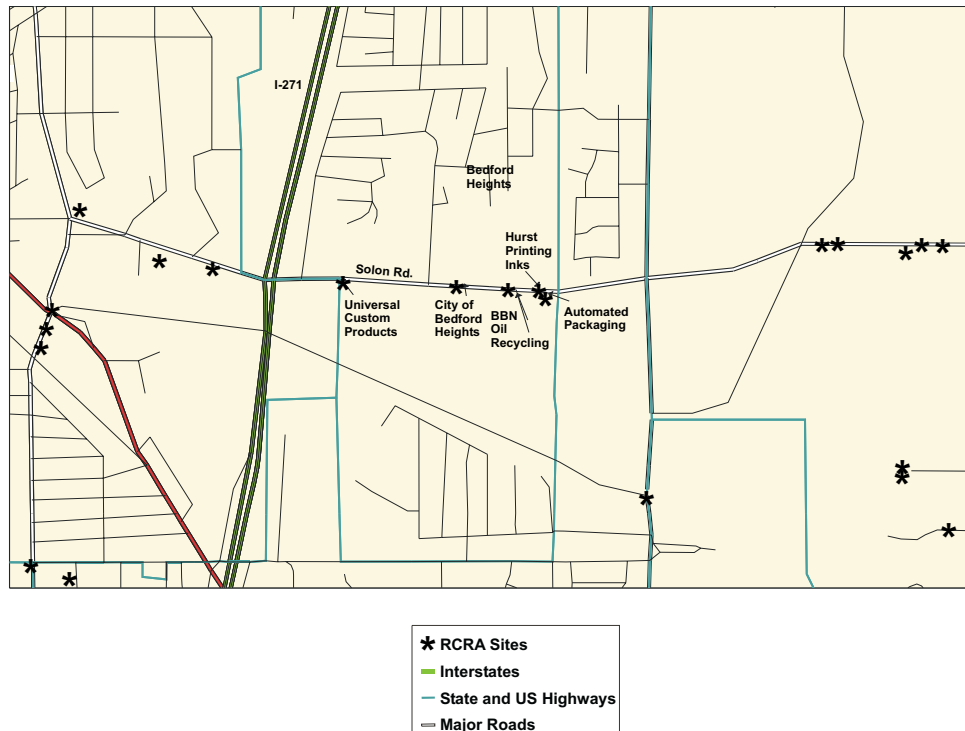 I-271
Bedford
Heights
Hurst
Printing
Inks
Solon Rd.
Universal
Custom
Products
City of
Bedford
Heights
BBN
Oil
Recycling
Automated
Packaging
RCRA Sites
Interstates
State and US Highways
Major Roads